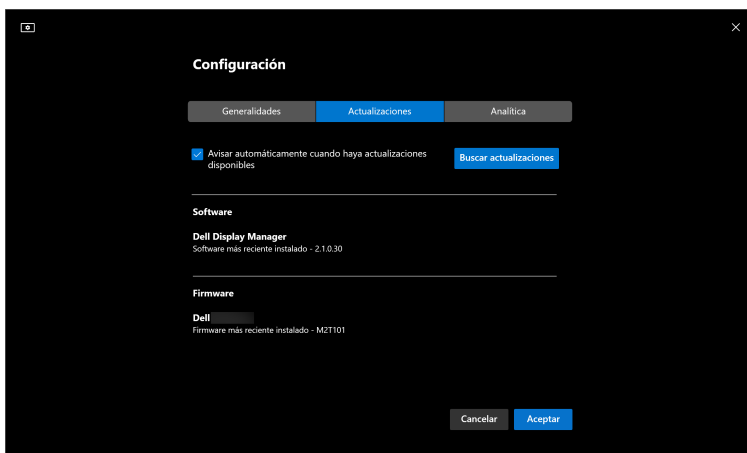 Configuración
Generalidades
Actualizaciones
Analítica
Avisar automáticamente cuando haya actualizaciones
disponibles
Buscar actualizaciones
Software
Dell Display Manager
Software más reciente instalado - 2.1.0.30
Firmware
Dell
Firmware más reciente instalado - M2T101
Cancelar
Aceptar